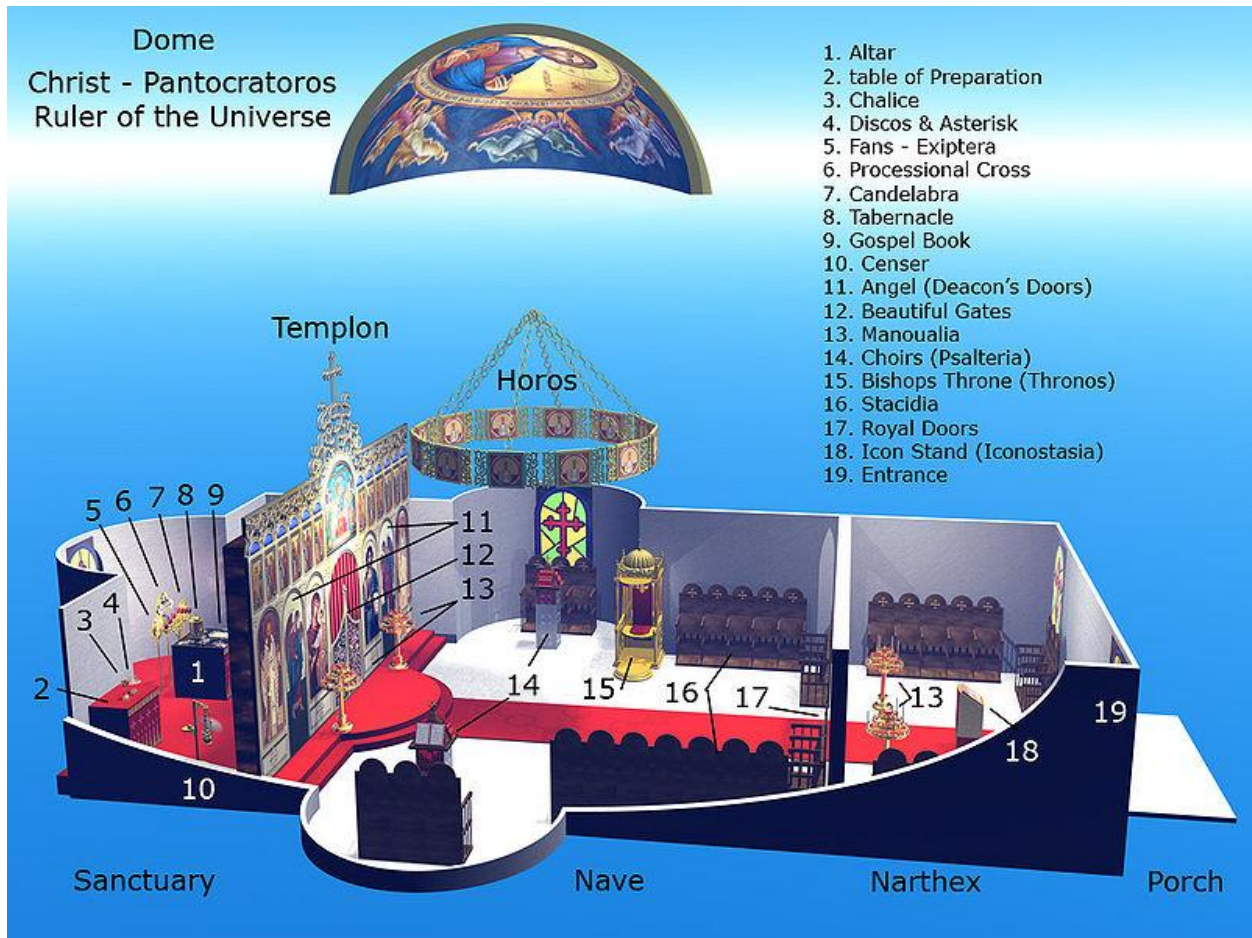 Dome
Christ - Pantocratoros
Ruler of the Universe
1. Altar
2. table of Preparation
3. Chalice
4. Discos & Asterisk
5. Fans - Exiptera
6. Processional Cross
7. Candelabra
8. Tabernacle
9. Gospel Book
10. Censer
11. Angel (Deacon's Doors)
12. Beautiful Gates
13. Manoualia
14. Choirs (Psalteria)
15. Bishops Throne (Thronos)
16. Stacidia
17. Royal Doors
18. Icon Stand (Iconostasia)
19. Entrance
Templon
Horos
5 6 7 8 9
11
12
13
3 4
2
1
14
15
16
17
13
18
19
10
Sanctuary
Nave
Narthex
Porch